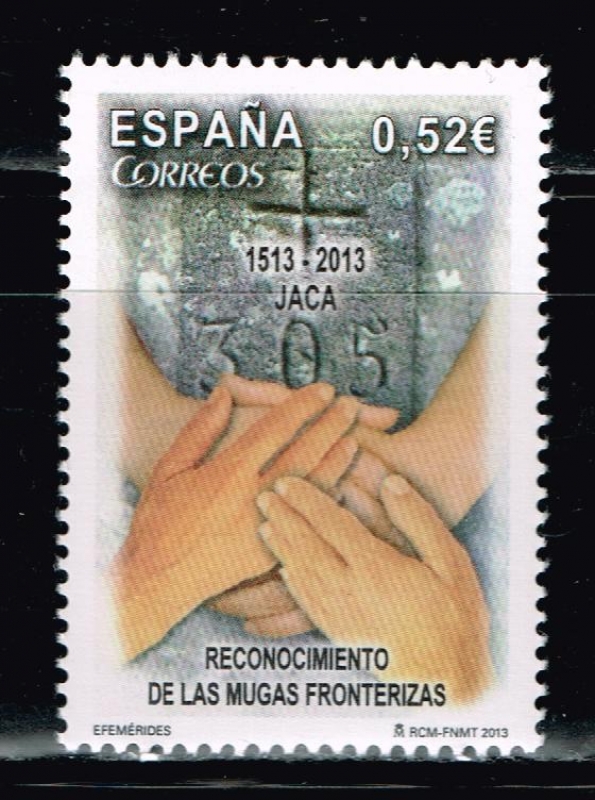 ESPAÑA 0,52€
CORREOS
1513 - 2013
JACA
305
RECONOCIMIENTO
DE LAS MUGAS FRONTERIZAS
EFEMÉRIDES RCM-FNMT 2013